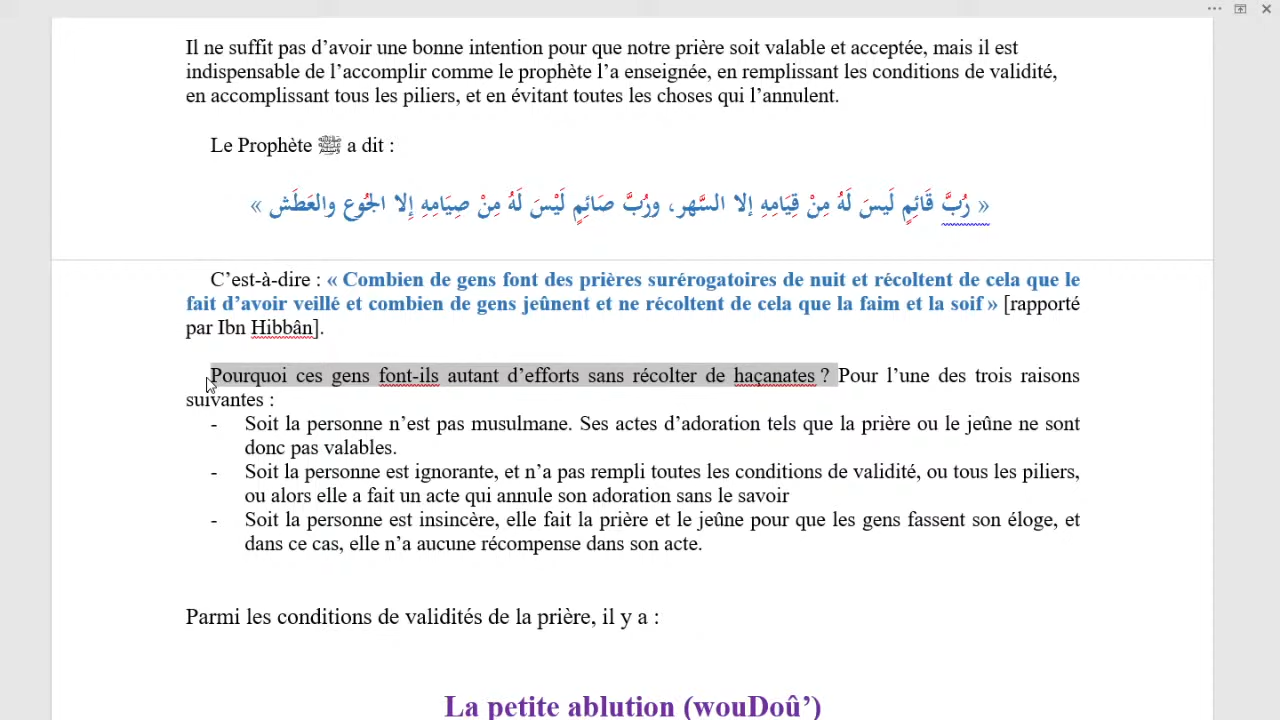 Il ne suffit pas d’avoir une bonne intention pour que notre prière soit valable et acceptée, mais il est
indispensable de l’accomplir comme le prophète l’a enseignée, en remplissant les conditions de validité,
en accomplissant tous les piliers, et en évitant toutes les choses qui l’annulent.
Le Prophète ﷺ a dit :
« رُبَّ قَائِمٍ لَيسَ لَهُ مِنْ قِيَامِهِ إلا السَّهر، ورُبَّ صَائِمٍ لَيْسَ لَهُ مِنْ صِيَامِهِ إِلا الجُوع والعَطَش »
C’est-à-dire : « Combien de gens font des prières surérogatoires de nuit et récoltent de cela que le
fait d’avoir veillé et combien de gens jeûnent et ne récoltent de cela que la faim et la soif » [rapporté
par Ibn Hibbân].
Pourquoi ces gens font-ils autant d’efforts sans récolter de haçanates ? Pour l’une des trois raisons
suivantes :
- Soit la personne n’est pas musulmane. Ses actes d’adoration tels que la prière ou le jeûne ne sont
donc pas valables.
- Soit la personne est ignorante, et n’a pas rempli toutes les conditions de validité, ou tous les piliers,
ou alors elle a fait un acte qui annule son adoration sans le savoir
- Soit la personne est insincère, elle fait la prière et le jeûne pour que les gens fassent son éloge, et
dans ce cas, elle n’a aucune récompense dans son acte.
Parmi les conditions de validités de la prière, il y a :
La petite ablution (wouDoû’)